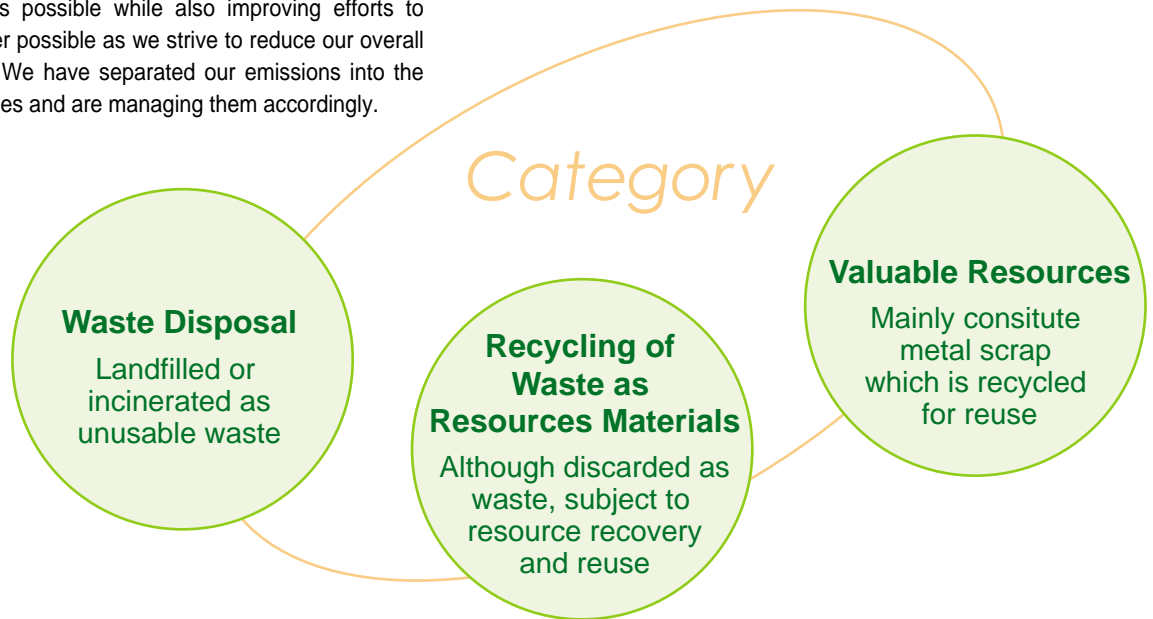 s possible while also improving efforts to
er possible as we strive to reduce our overall
We have separated our emissions into the
es and are managing them accordingly.
Category
Waste Disposal
Landfilled or
incinerated as
unusable waste
Recycling of
Waste as
Resources Materials
Although discarded as
waste, subject to
resource recovery
and reuse
Valuable Resources
Mainly consitute
metal scrap
which is recycled
for reuse